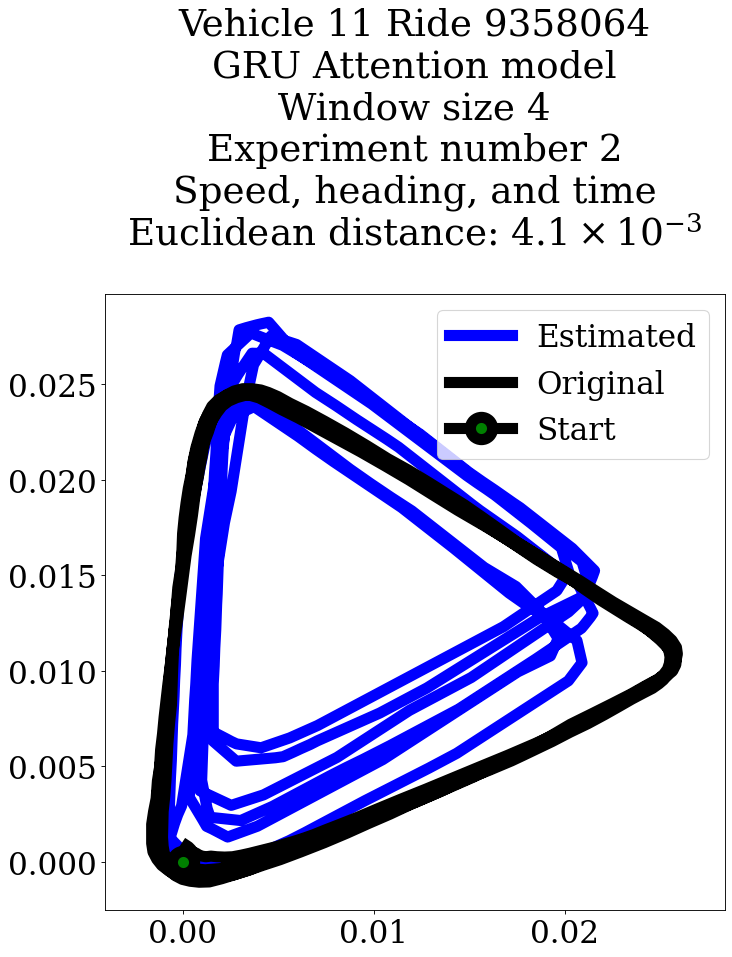 Vehicle 11 Ride 9358064
GRU Attention model
Window size 4
Experiment number 2
Speed, heading, and time
Euclidean distance: $4.1 \times 10^{-3}$
Estimated
Original
Start
0.025
0.020
0.015
0.010
0.005
0.000
0.00 0.01 0.02